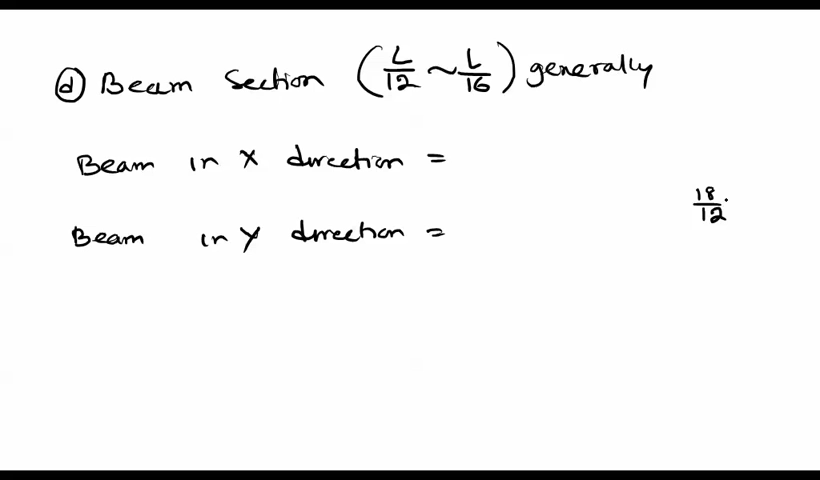 d Beam Section (L/12 ~ L/16) generally
Beam in X direction =
18/12
Beam in Y direction =